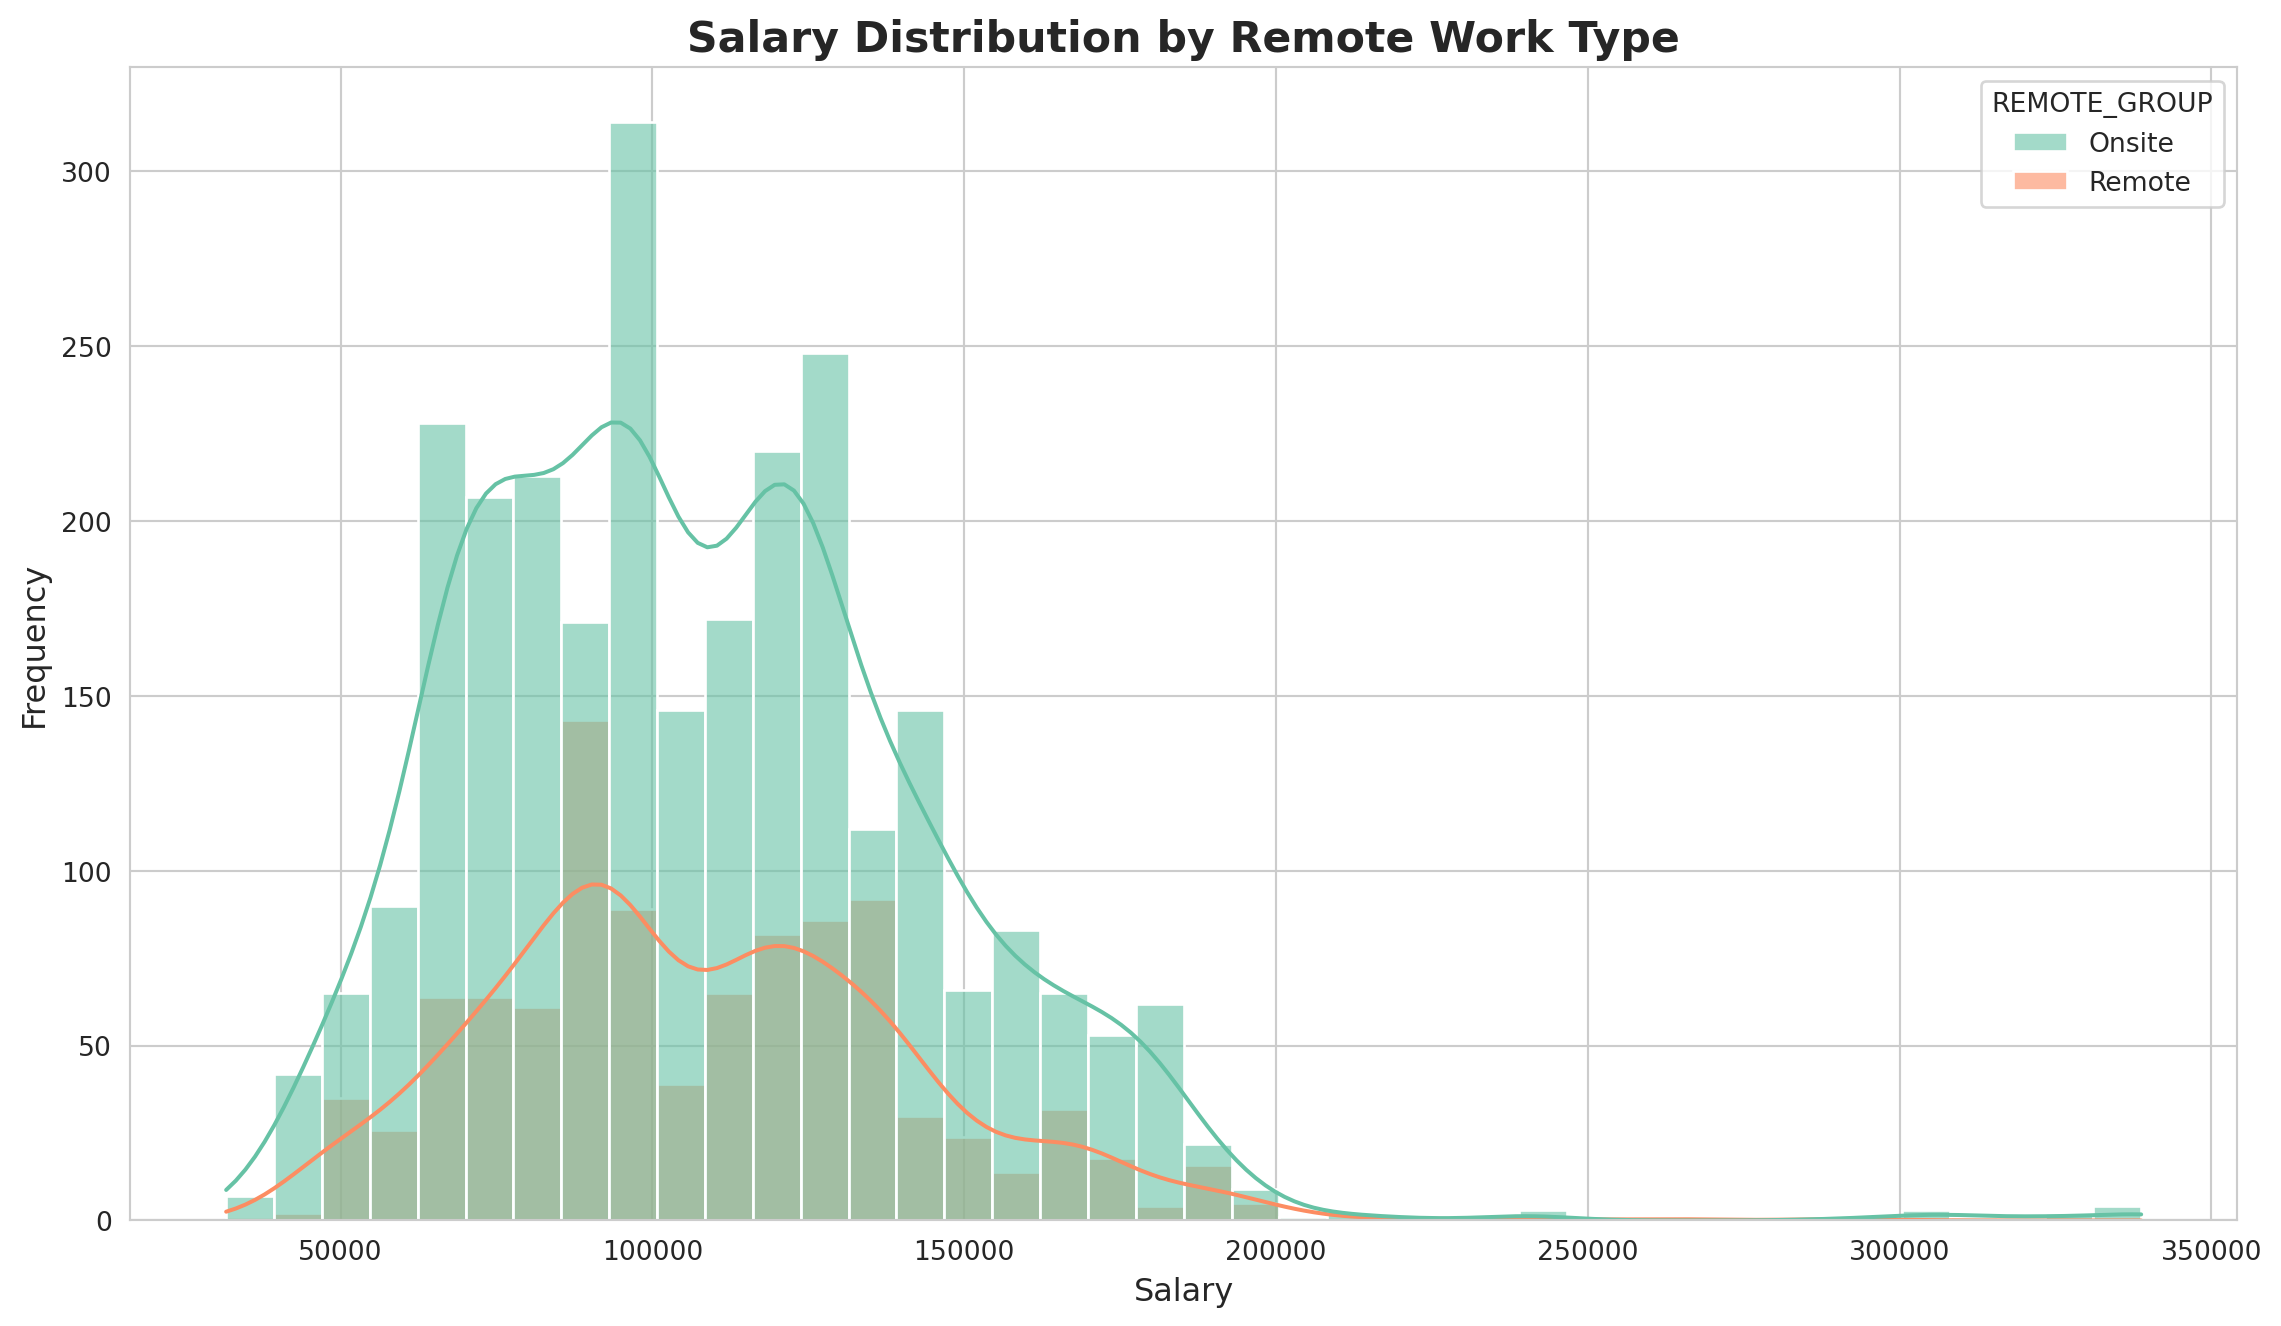 Salary Distribution by Remote Work Type
REMOTE_GROUP
Onsite
Remote
Frequency
300
250
200
150
100
50
0
50000
100000
150000
200000
250000
300000
350000
Salary